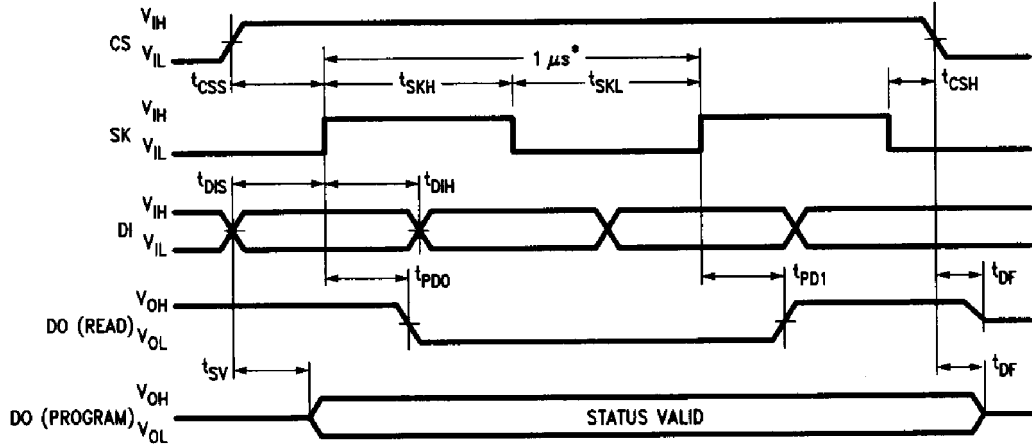 V_IH
CS
V_IL
1 μs*
t_CSS
t_SKH
t_SKL
t_CSH
V_IH
SK
V_IL
t_DIS
t_DIH
V_IH
DI
V_IL
t_PD0
t_PD1
t_DF
V_OH
DO (READ)
V_OL
t_SV
t_DF
V_OH
DO (PROGRAM)
STATUS VALID
V_OL